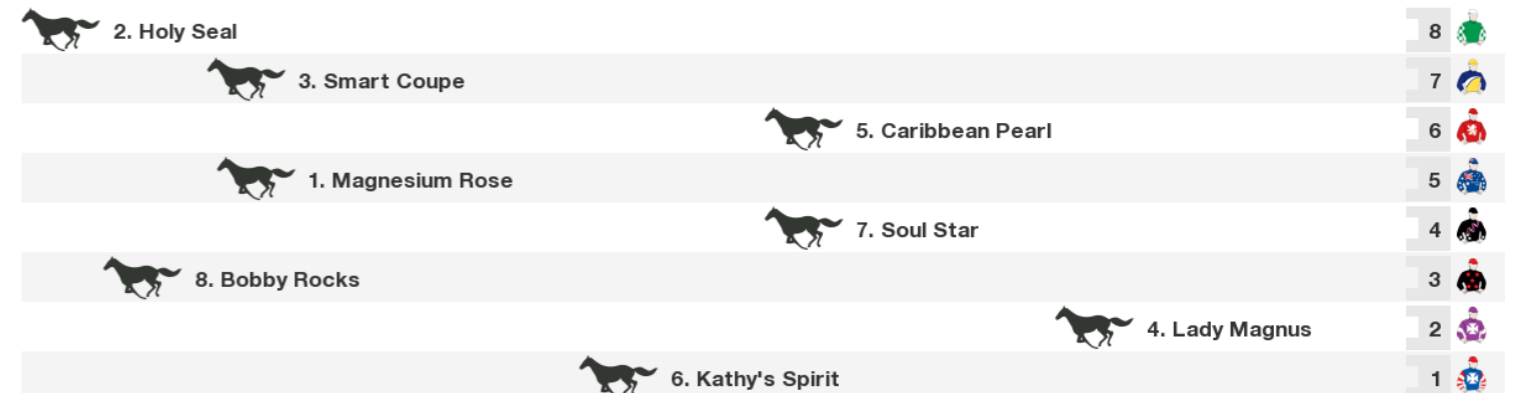 2. Holy Seal 8
3. Smart Coupe 7
5. Caribbean Pearl 6
1. Magnesium Rose 5
7. Soul Star 4
8. Bobby Rocks 3
4. Lady Magnus 2
6. Kathy's Spirit 1